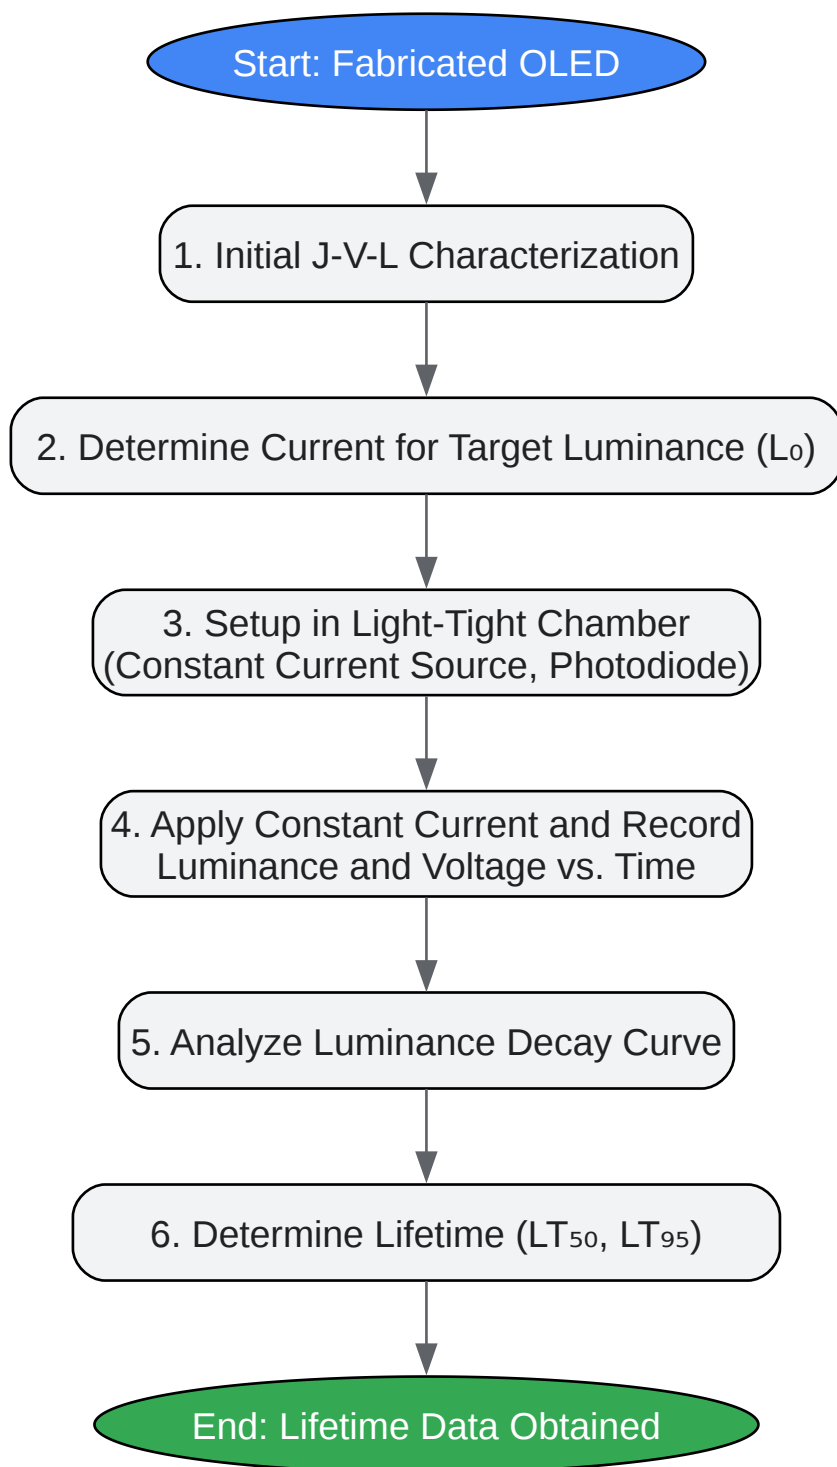 Start: Fabricated OLED
1. Initial J-V-L Characterization
2. Determine Current for Target Luminance (L₀)
3. Setup in Light-Tight Chamber
(Constant Current Source, Photodiode)
4. Apply Constant Current and Record
Luminance and Voltage vs. Time
5. Analyze Luminance Decay Curve
6. Determine Lifetime (LT₅₀, LT₉₅)
End: Lifetime Data Obtained